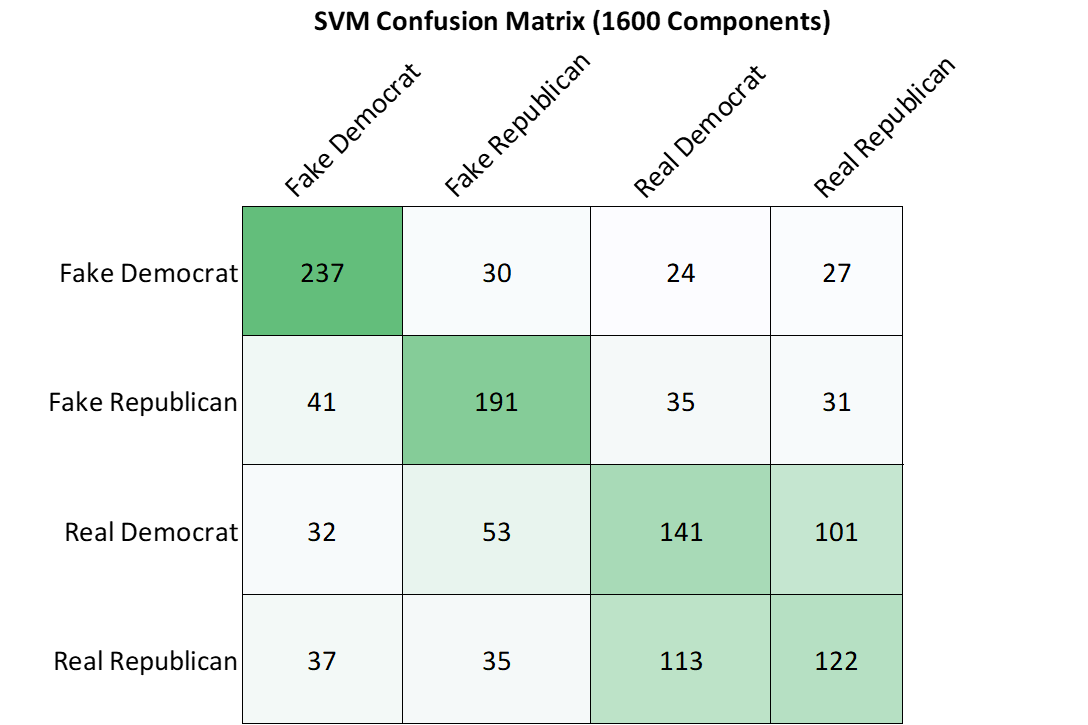 SVM Confusion Matrix (1600 Components)
Fake Democrat Fake Republican Real Democrat Real Republican
Fake Democrat 237 30 24 27
Fake Republican 41 191 35 31
Real Democrat 32 53 141 101
Real Republican 37 35 113 122